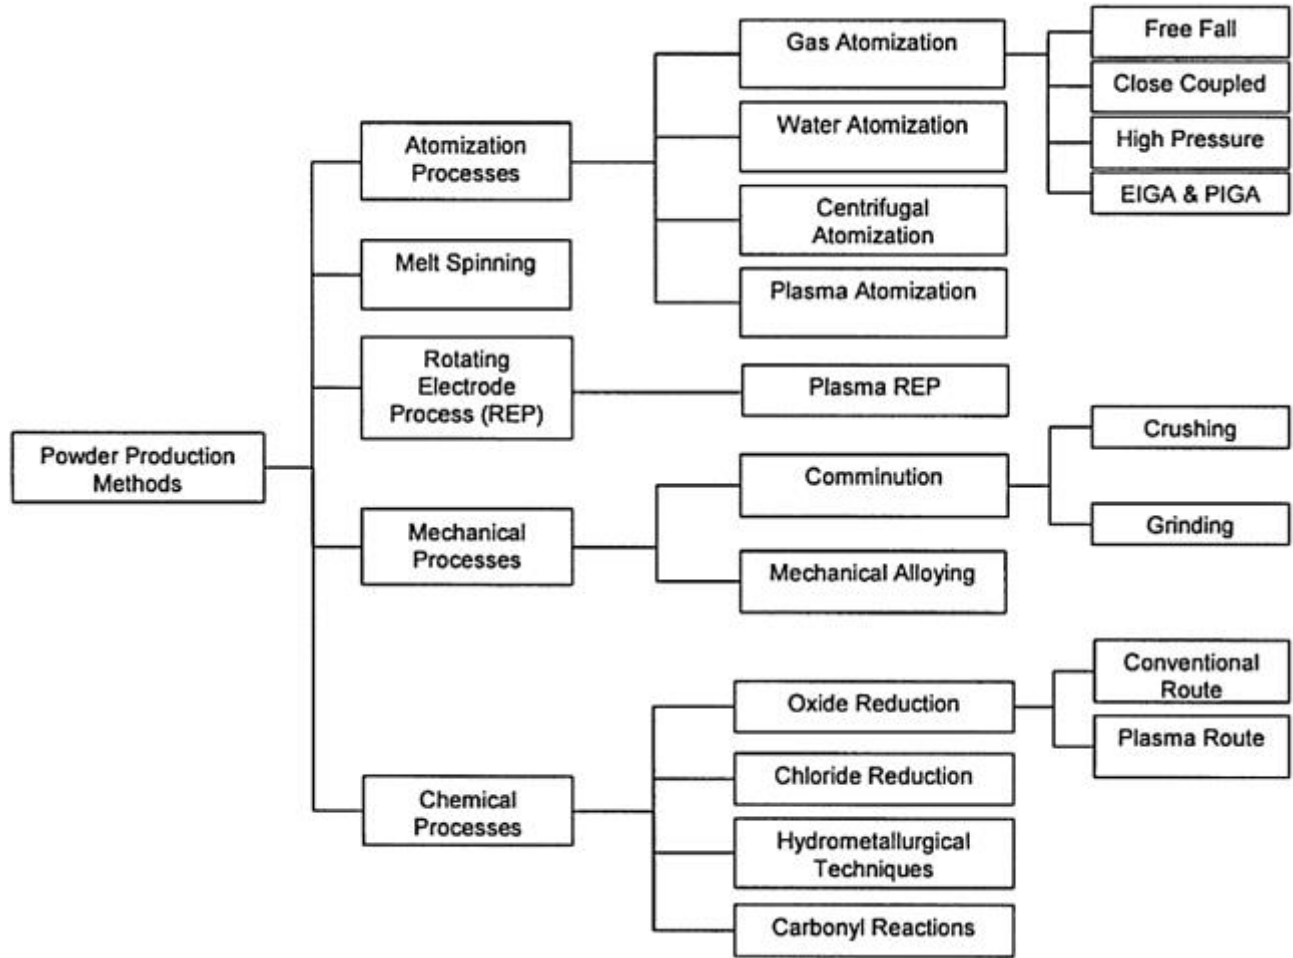 Powder Production
Methods
Atomization
Processes
Melt Spinning
Rotating
Electrode
Process (REP)
Mechanical
Processes
Chemical
Processes
Gas Atomization
Water Atomization
Centrifugal
Atomization
Plasma Atomization
Plasma REP
Comminution
Mechanical Alloying
Oxide Reduction
Chloride Reduction
Hydrometallurgical
Techniques
Carbonyl Reactions
Free Fall
Close Coupled
High Pressure
EIGA & PIGA
Crushing
Grinding
Conventional
Route
Plasma Route